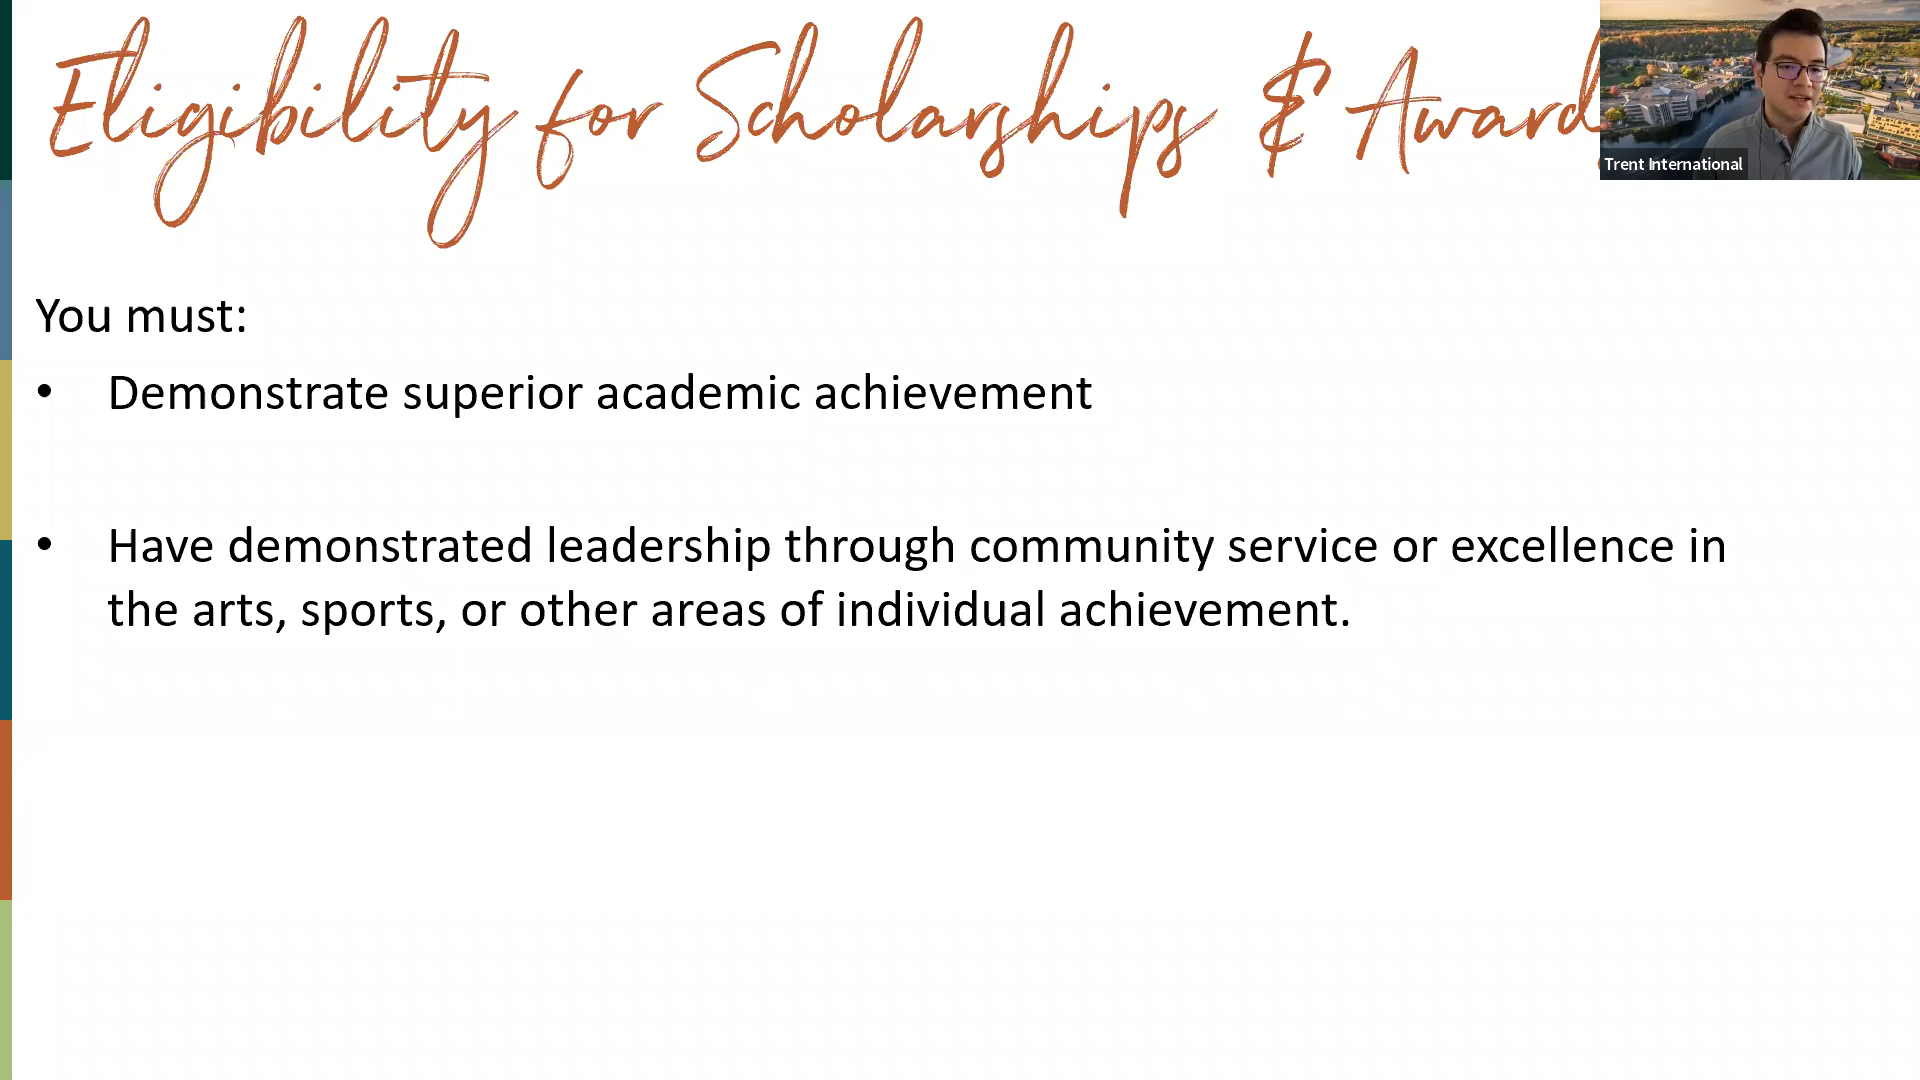 Eligibility for Scholarships & Award
Trent International
You must:
• Demonstrate superior academic achievement
• Have demonstrated leadership through community service or excellence in
the arts, sports, or other areas of individual achievement.